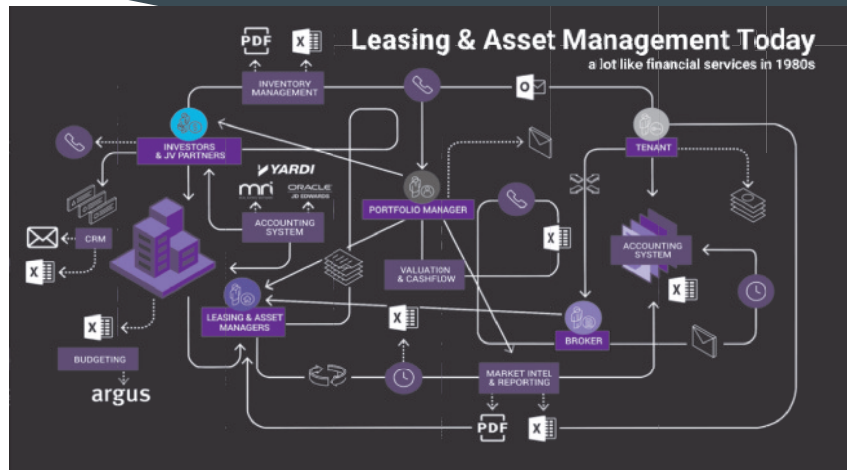 Leasing & Asset Management Today
a lot like financial services in 1980s
PDF
X
INVENTORY
MANAGEMENT
O
INVESTORS
& JV PARTNERS
TENANT
YARDI
mri
ORACLE
JD EDWARDS
PORTFOLIO MANAGER
CRM
ACCOUNTING
SYSTEM
X
ACCOUNTING
SYSTEM
X
VALUATION
& CASHFLOW
X
LEASING & ASSET
MANAGERS
X
X
BROKER
BUDGETING
MARKET INTEL
& REPORTING
argus
PDF
X